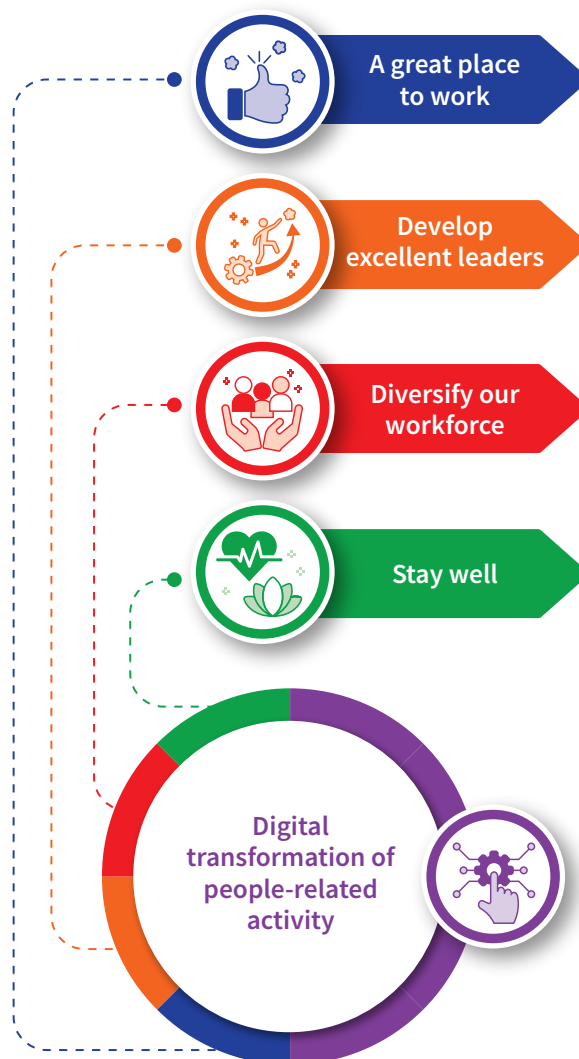 A great place
to work
Develop
excellent leaders
Diversify our
workforce
Stay well
Digital
transformation of
people-related
activity